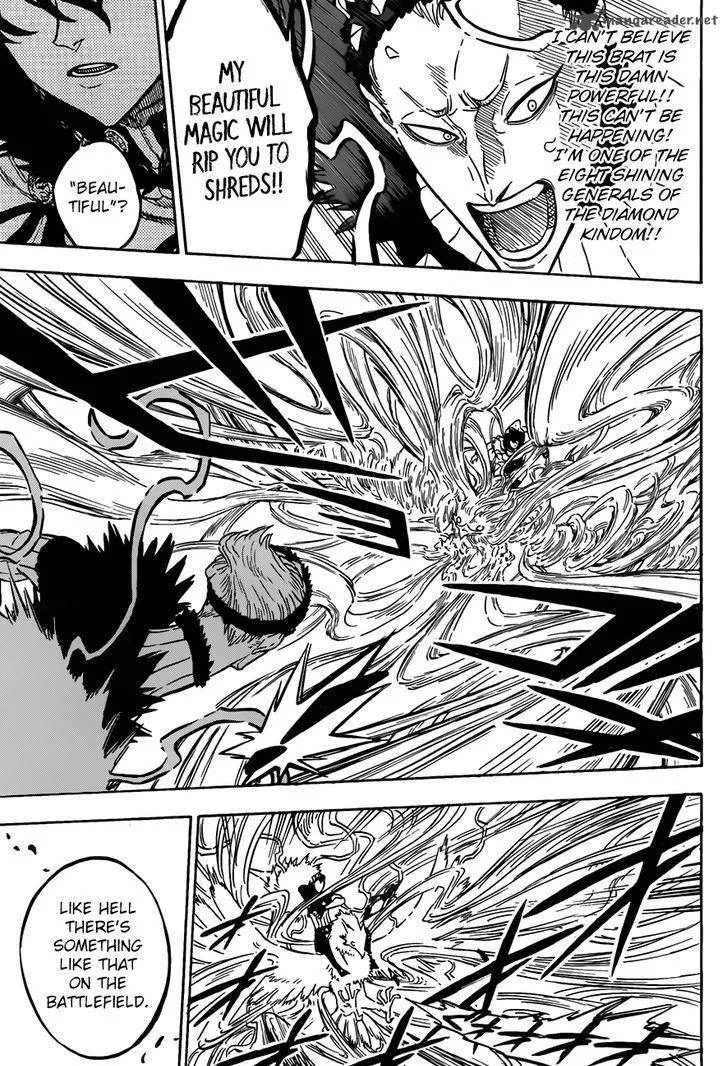 mangareader.net
I CAN'T BELIEVE
THIS BRAT IS
THIS DAMN
POWERFUL!!
THIS CAN'T BE
HAPPENING!
I'M ONE OF THE
EIGHT SHINING
GENERALS OF
THE DIAMOND
KINDOM!!
MY
BEAUTIFUL
MAGIC WILL
RIP YOU TO
SHREDS!!
"BEAU-
TIFUL"?
LIKE HELL
THERE'S
SOMETHING
LIKE THAT
ON THE
BATTLEFIELD.